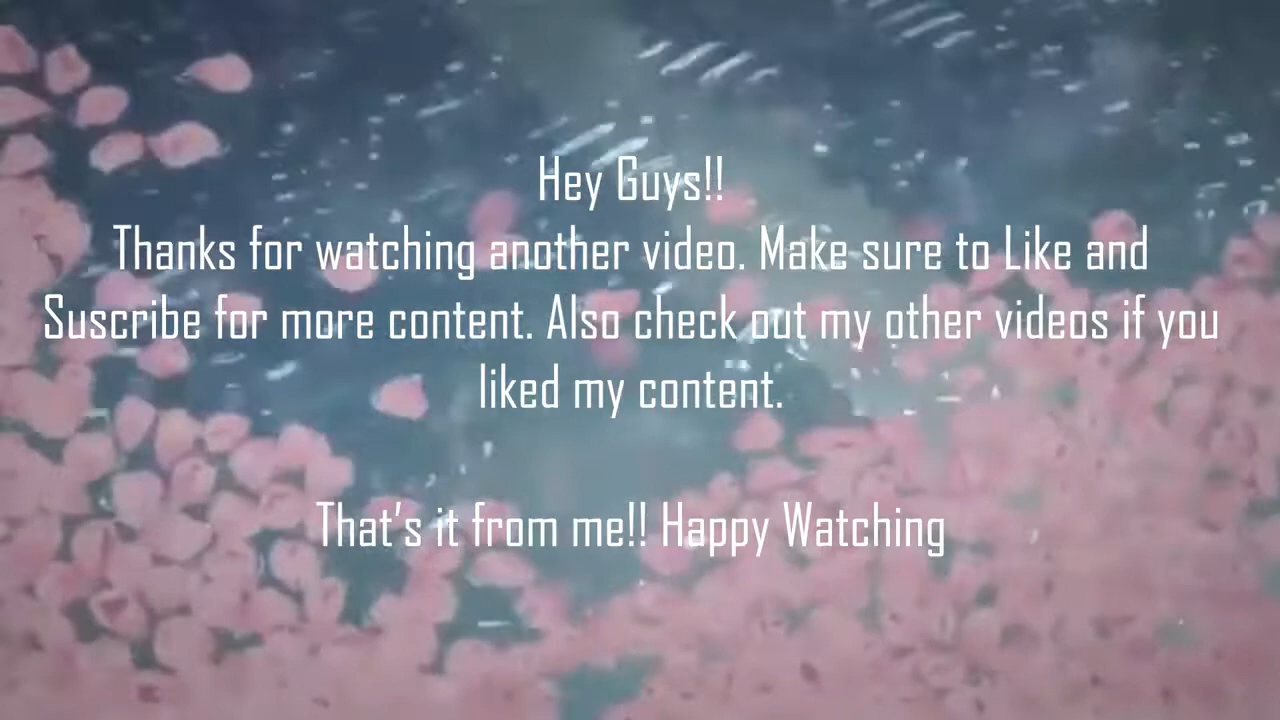 Hey Guys!!
Thanks for watching another video. Make sure to Like and
Suscribe for more content. Also check out my other videos if you
liked my content.
That's it from me!! Happy Watching